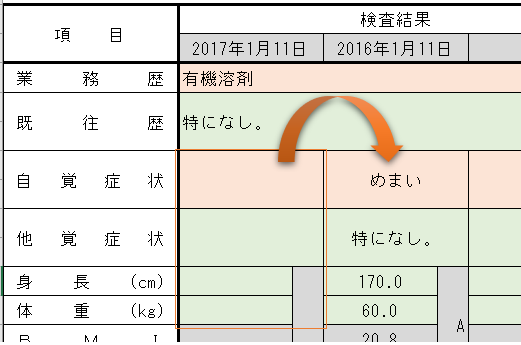 項 目 検査結果
2017年1月11日 2016年1月11日
業 務 歴 有機溶剤
既 往 歴 特になし。
自 覚 症 状 めまい
他 覚 症 状 特になし。
身 長 (cm) 170.0
体 重 (kg) 60.0
B M I 20.8 A